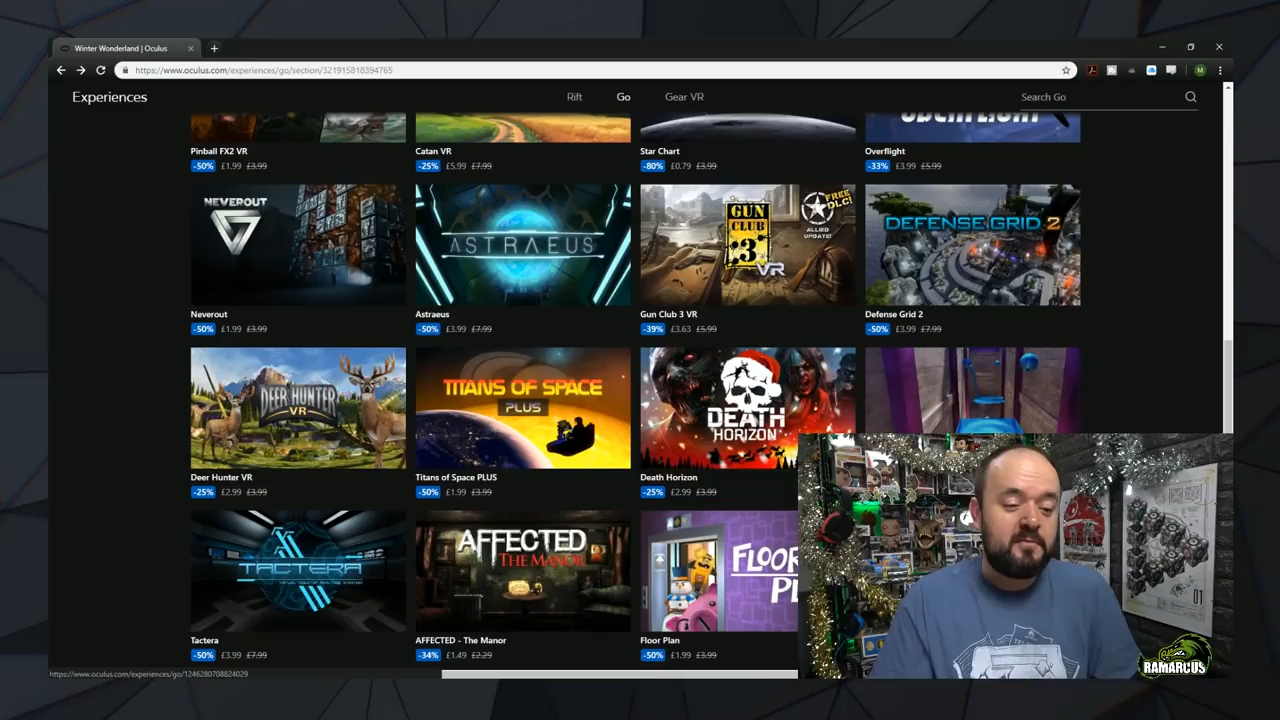 Winter Wonderland | Oculus
https://www.oculus.com/experiences/go/section/321915818394765
M
Experiences
Rift
Go
Gear VR
Search Go
Pinball FX2 VR
-50% £1.99 £3.99
Catan VR
-25% £5.99 £7.99
Star Chart
-80% £0.79 £3.99
Overflight
-33% £3.99 £5.99
NEVEROUT
ASTRAEUS
GUN CLUB 3 VR
FREE DLC!
ALLIED UPDATE!
DEFENSE GRID 2
Neverout
-50% £1.99 £3.99
Astraeus
-50% £3.99 £7.99
Gun Club 3 VR
-39% £3.63 £5.99
Defense Grid 2
-50% £3.99 £7.99
DEER HUNTER VR
TITANS OF SPACE
PLUS
DEATH HORIZON
Deer Hunter VR
-25% £2.99 £3.99
Titans of Space PLUS
-50% £1.99 £3.99
Death Horizon
-25% £2.99 £3.99
TACTERA
AFFECTED
THE MANOR
FLOOR
PL
Tactera
-50% £3.99 £7.99
AFFECTED - The Manor
-34% £1.49 £2.29
Floor Plan
-50% £1.99 £3.99
https://www.oculus.com/experiences/go/1246280708824029
01
RAMARCUS